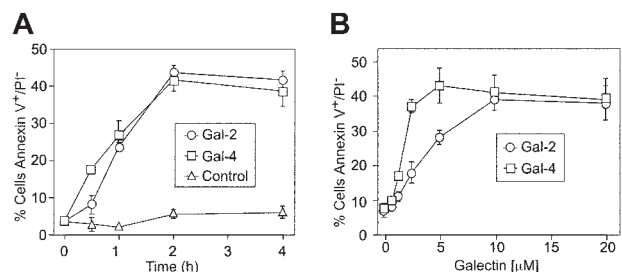 A
% Cells Annexin V+/PI-
50
40
30
20
10
0
Gal-2
Gal-4
Control
0
1
2
3
4
Time (h)
B
% Cells Annexin V+/PI-
50
40
30
20
10
0
Gal-2
Gal-4
0
5
10
15
20
Galectin [μM]